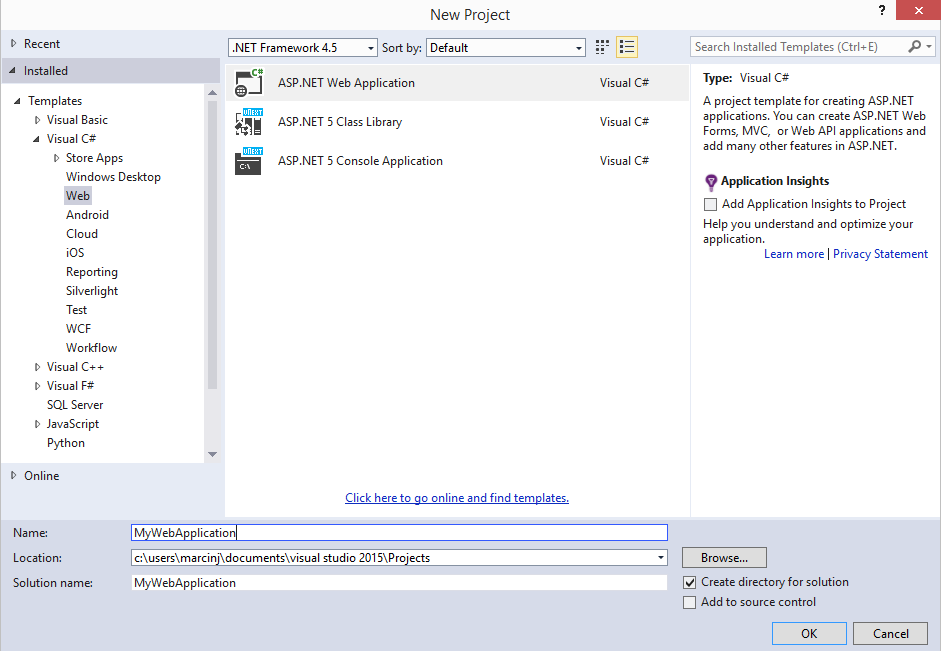 New Project
?
Recent
.NET Framework 4.5
Sort by:
Default
Search Installed Templates (Ctrl+E)
Installed
Templates
Visual Basic
Visual C#
Store Apps
Windows Desktop
Web
Android
Cloud
iOS
Reporting
Silverlight
Test
WCF
Workflow
Visual C++
Visual F#
SQL Server
JavaScript
Python
Online
C#
ASP.NET Web Application Visual C#
vNEXT
ASP.NET 5 Class Library Visual C#
vNEXT
C:\
ASP.NET 5 Console Application Visual C#
Click here to go online and find templates.
Type: Visual C#
A project template for creating ASP.NET
applications. You can create ASP.NET Web
Forms, MVC, or Web API applications and
add many other features in ASP.NET.
Application Insights
Add Application Insights to Project
Help you understand and optimize your
application.
Learn more | Privacy Statement
Name: MyWebApplication
Location: c:\users\marcinj\documents\visual studio 2015\Projects
Browse...
Solution name: MyWebApplication
Create directory for solution
Add to source control
OK
Cancel